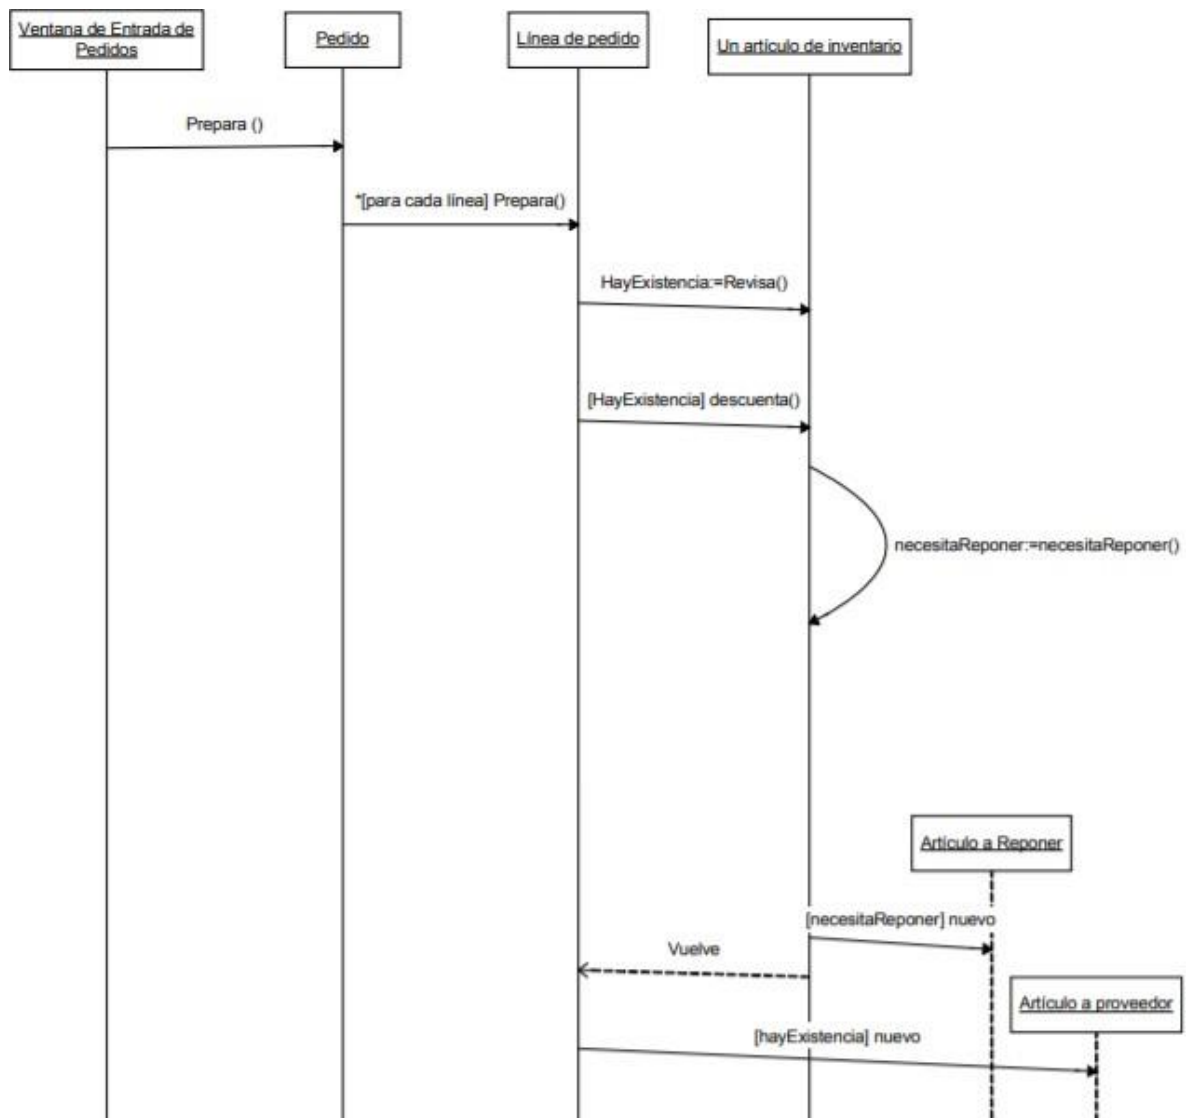 Ventana de Entrada de
Pedidos
Pedido
Línea de pedido
Un artículo de inventario
Prepara ()
*[para cada línea] Prepara()
HayExistencia:=Revisa()
[HayExistencia] descuenta()
necesitaReponer:=necesitaReponer()
Artículo a Reponer
[necesitaReponer] nuevo
Vuelve
Artículo a proveedor
[hayExistencia] nuevo